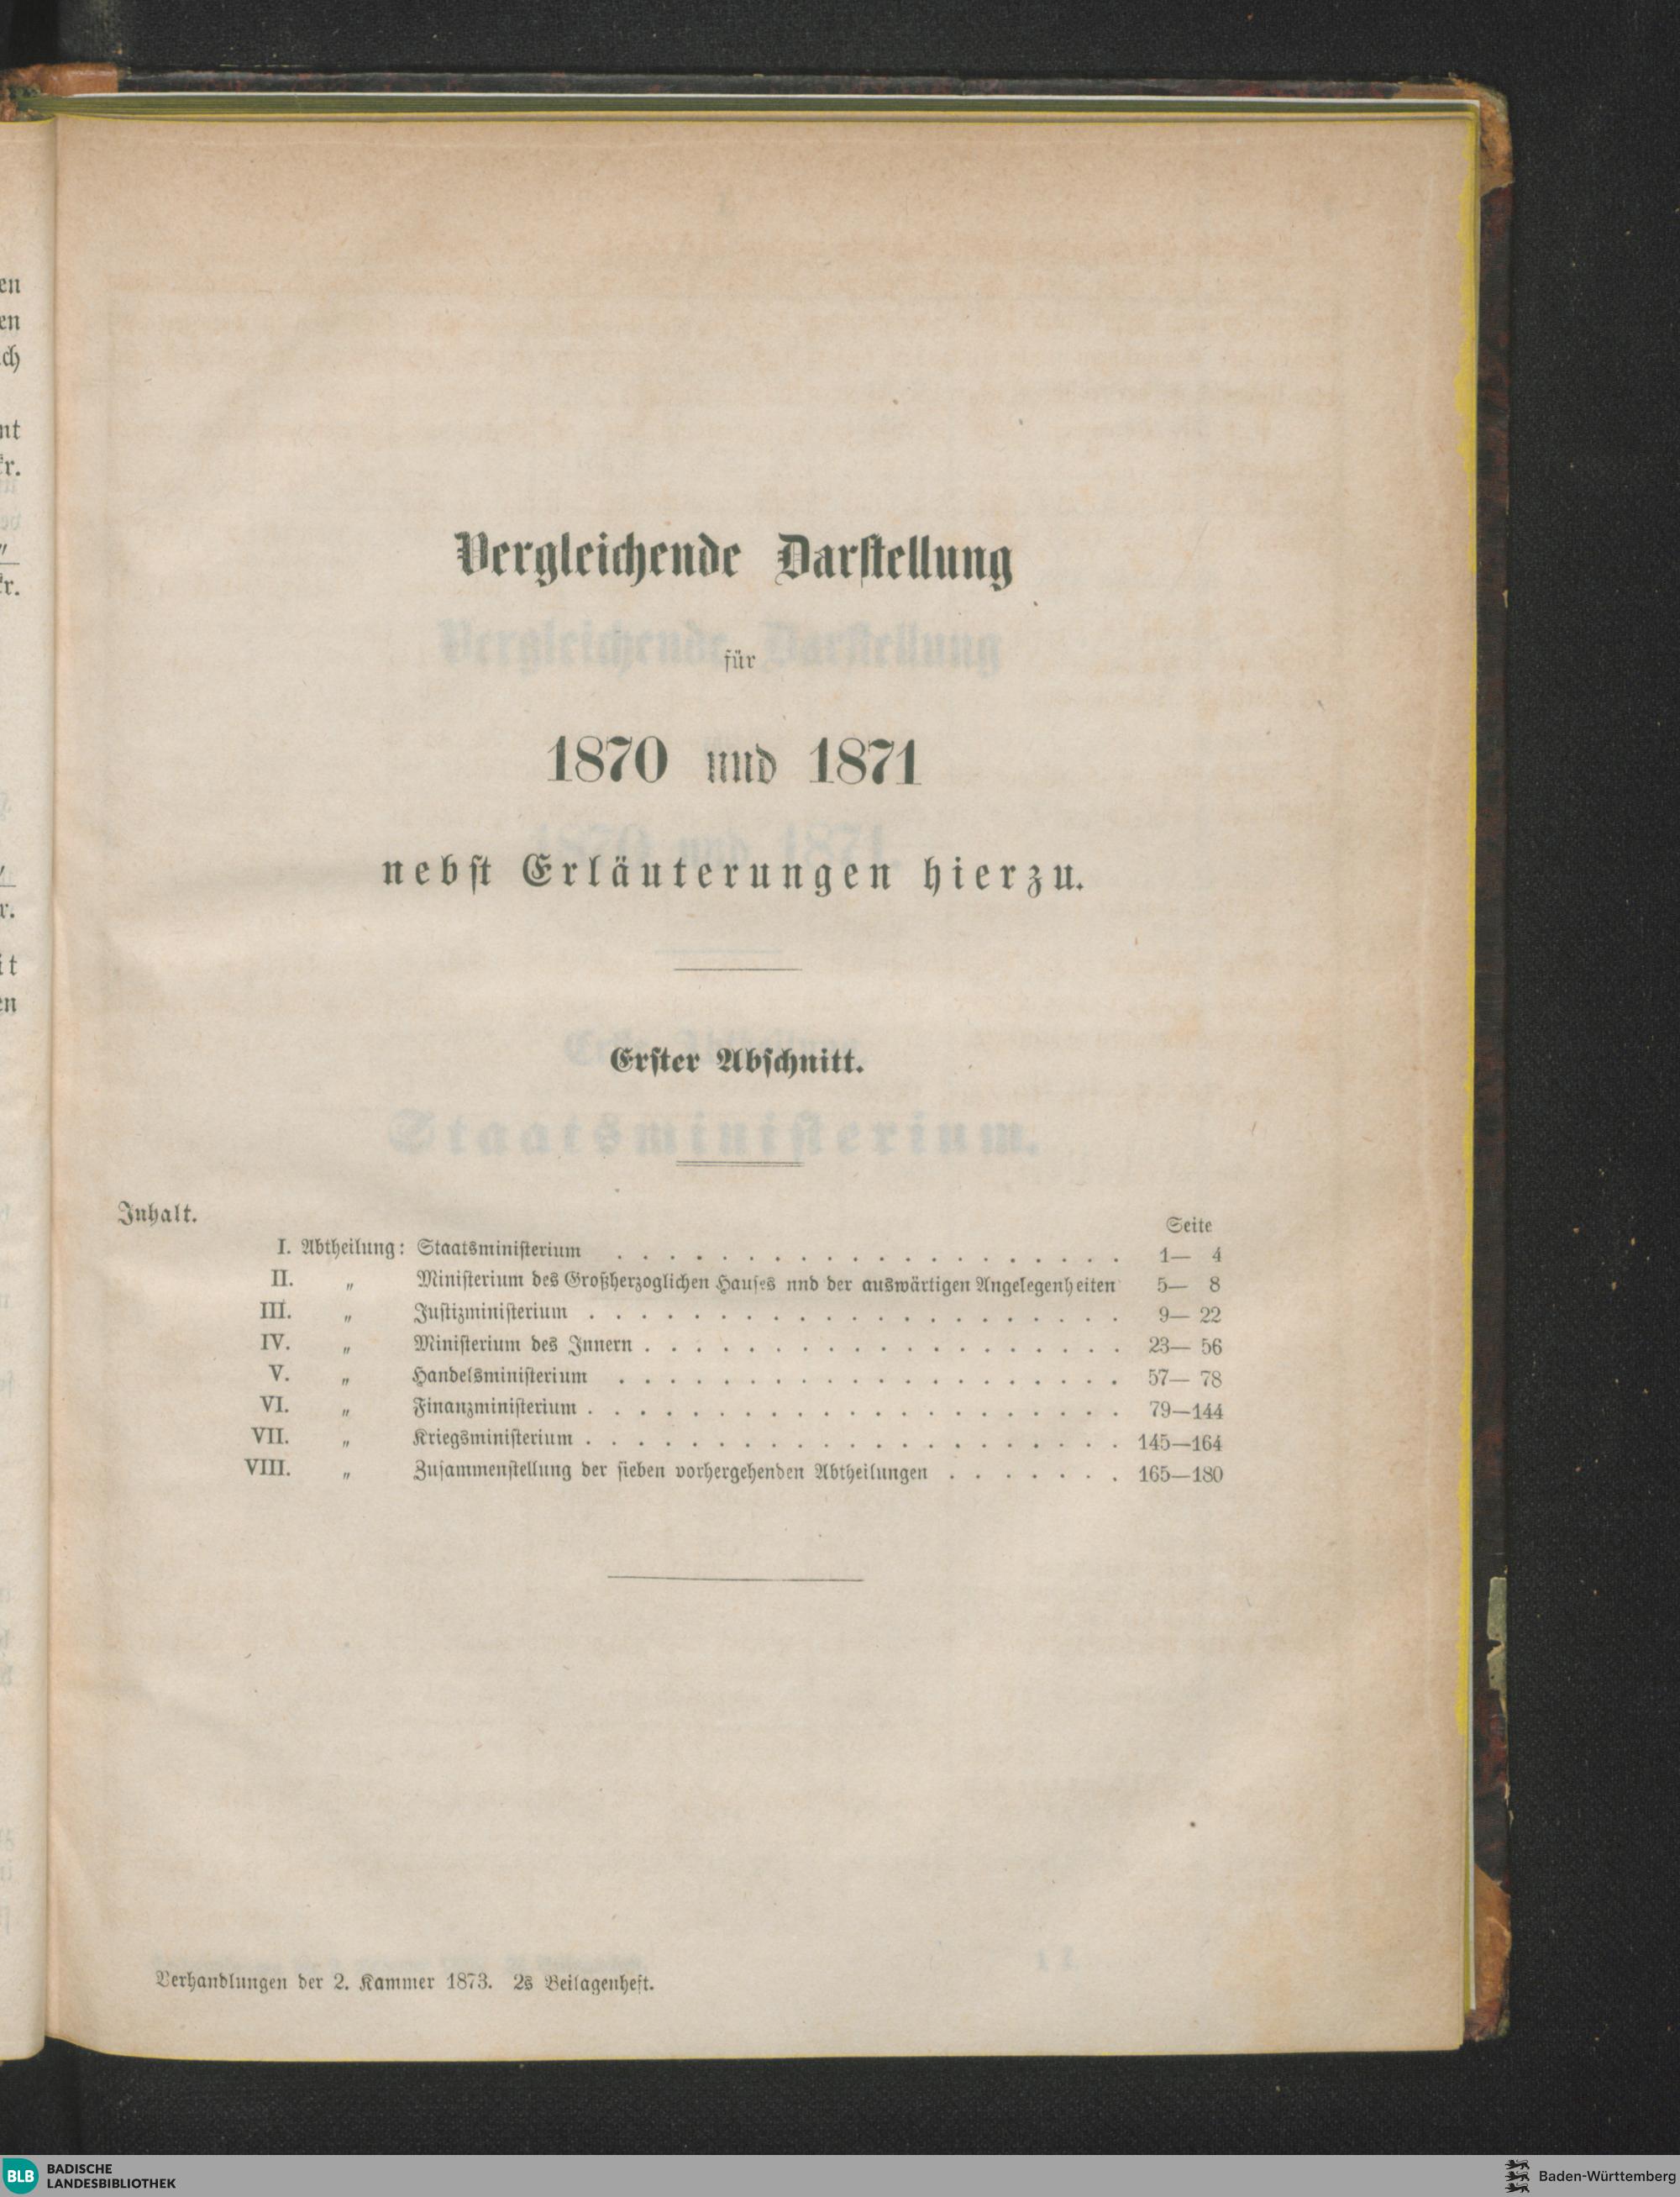 Vergleichende Darstellung
für
1870 und 1871
nebst Erläuterungen hierzu.
Erster Abschnitt.
Inhalt.
Seite
I. Abtheilung: Staatsministerium . . . . . . . . . . . . . . . . . . . . 1— 4
II. „ Ministerium des Großherzoglichen Hauses nnd der auswärtigen Angelegenheiten 5— 8
III. „ Justizministerium . . . . . . . . . . . . . . . . . . . . . 9— 22
IV. „ Ministerium des Innern . . . . . . . . . . . . . . . . . . . 23— 56
V. „ Handelsministerium . . . . . . . . . . . . . . . . . . . . 57— 78
VI. „ Finanzministerium . . . . . . . . . . . . . . . . . . . . . 79—144
VII. „ Kriegsministerium . . . . . . . . . . . . . . . . . . . . . 145—164
VIII. „ Zusammenstellung der sieben vorhergehenden Abtheilungen . . . . . . . 165—180
Verhandlungen der 2. Kammer 1873. 2s Beilagenheft.
BLB BADISCHE
LANDESBIBLIOTHEK
Baden-Württemberg